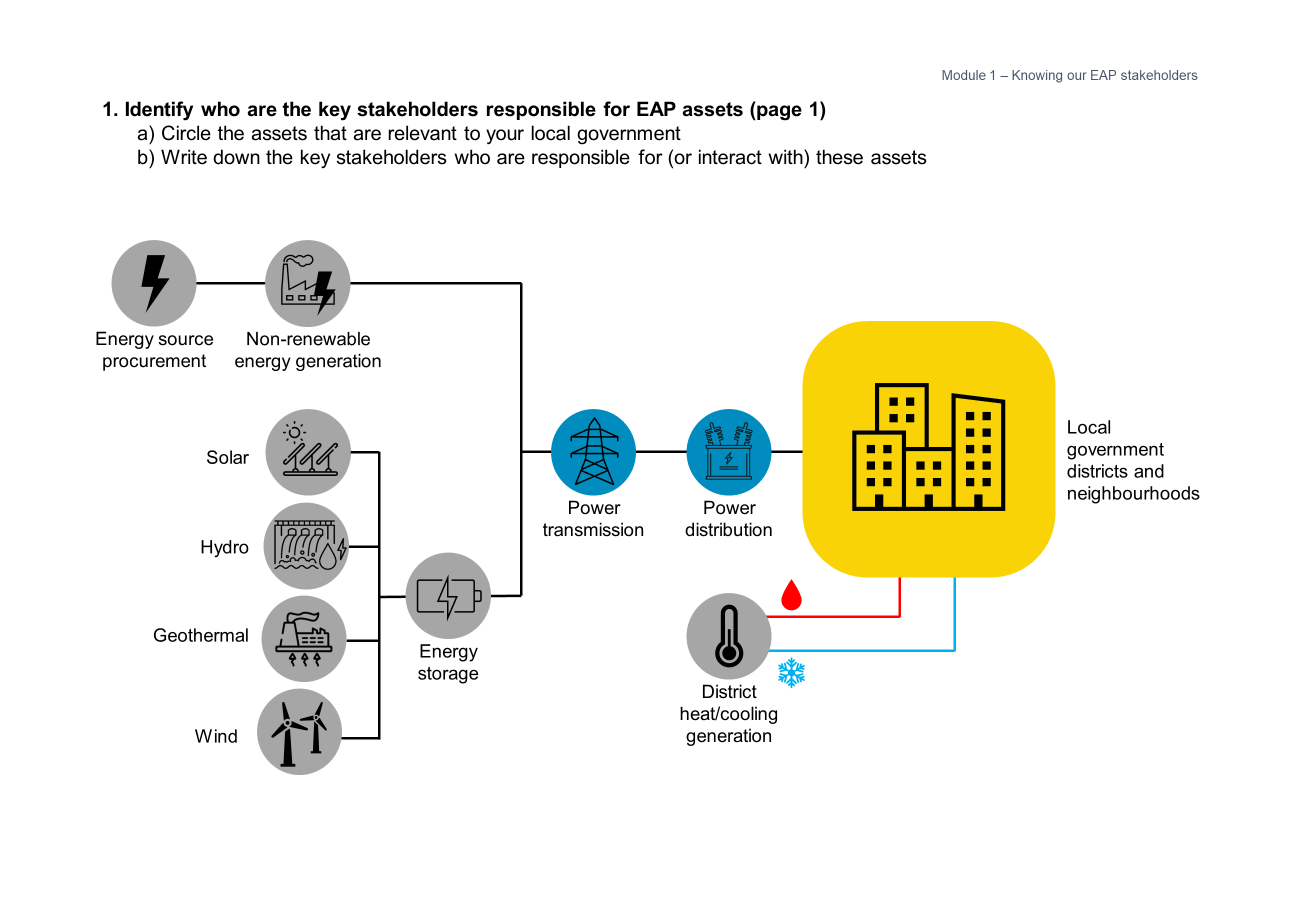 Module 1 – Knowing our EAP stakeholders
1. Identify who are the key stakeholders responsible for EAP assets (page 1)
a) Circle the assets that are relevant to your local government
b) Write down the key stakeholders who are responsible for (or interact with) these assets
Energy source
procurement
Non-renewable
energy generation
Solar
Hydro
Geothermal
Wind
Energy
storage
Power
transmission
Power
distribution
Local
government
districts and
neighbourhoods
District
heat/cooling
generation